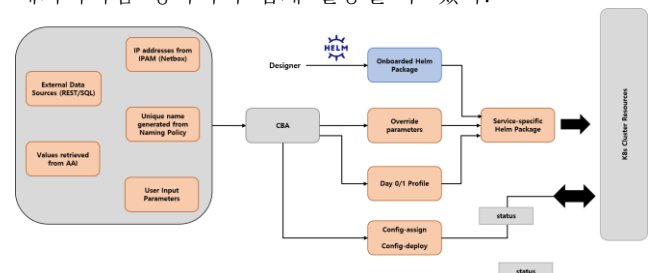 IP addresses from
IPAM (Netbox)
External Data
Sources (REST/SQL)
Unique name
generated from
Naming Policy
Values retrieved
from AAI
User Input
Parameters
CBA
Designer
HELM
Onboarded Helm
Package
Override
parameters
Day 0/1 Profile
Config-assign
Config-deploy
Service-specific
Helm Package
status
K8s Cluster Resources
status